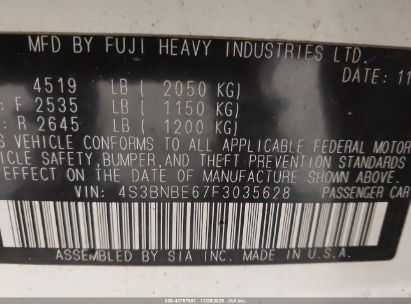 MFD BY FUJI HEAVY INDUSTRIES LTD.
DATE: 11
4519 LB ( 2050 KG)
F 2535 LB ( 1150 KG)
R 2645 LB ( 1200 KG)
S VEHICLE CONFORMS TO ALL APPLICABLE FEDERAL MOTOR
HICLE SAFETY, BUMPER, AND THEFT PREVENTION STANDARDS
EFFECT ON THE DATE OF MANUFACTURE SHOWN ABOVE.
VIN: 4S3BNBE67F3035628 PASSENGER CAR
ASSEMBLED BY SIA INC. MADE IN U.S.A.